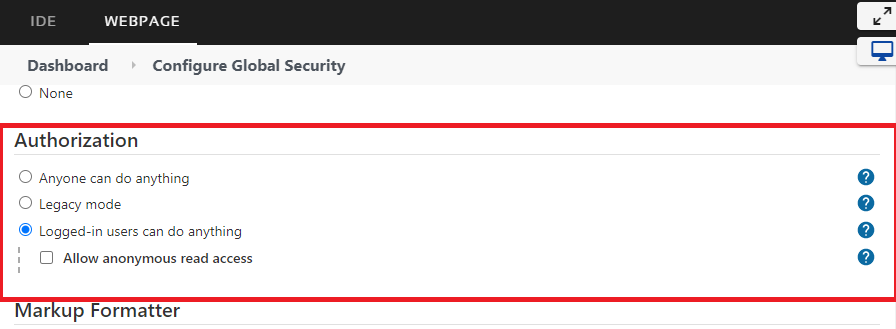 IDE WEBPAGE
Dashboard Configure Global Security
None
Authorization
Anyone can do anything ?
Legacy mode ?
Logged-in users can do anything ?
Allow anonymous read access ?
Markup Formatter